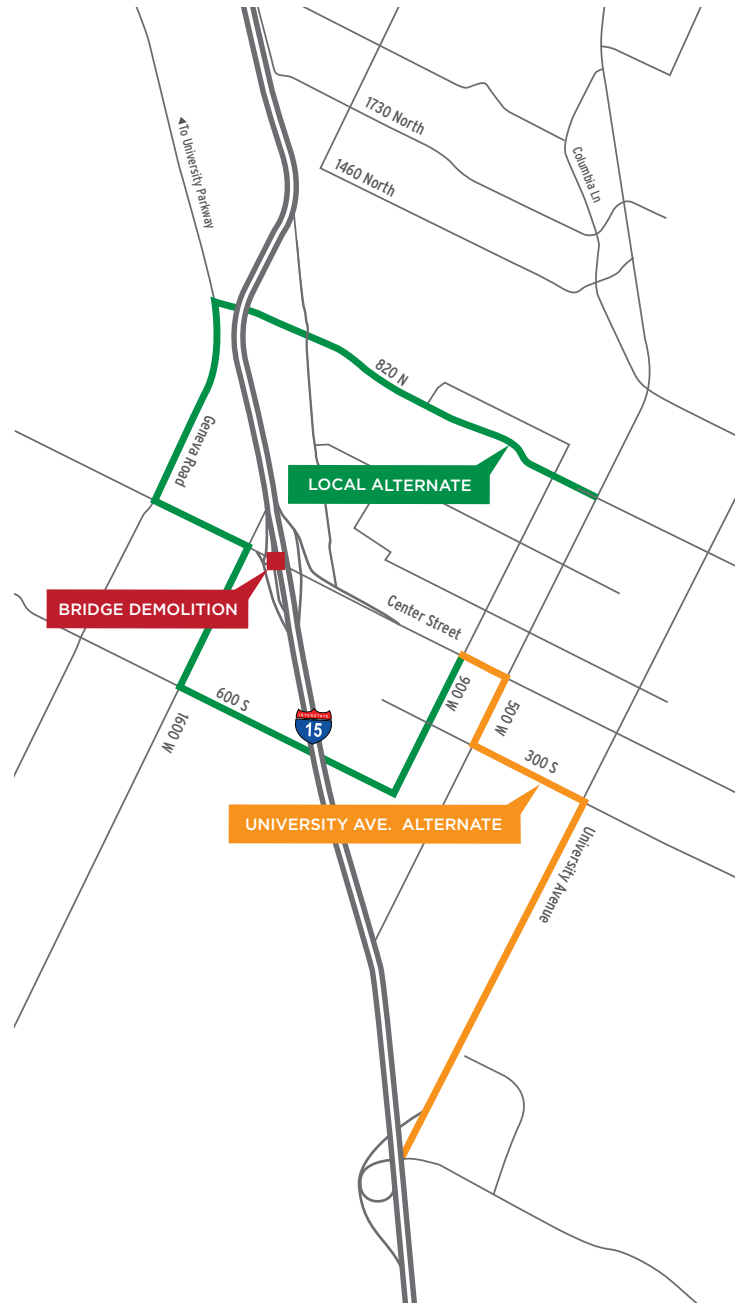 ◀To University Parkway
1730 North
1460 North
Columbia Ln
820 N
Geneva Road
LOCAL ALTERNATE
BRIDGE DEMOLITION
Center Street
900 W
500 W
600 S
1600 W
INTERSTATE
15
300 S
UNIVERSITY AVE. ALTERNATE
University Avenue